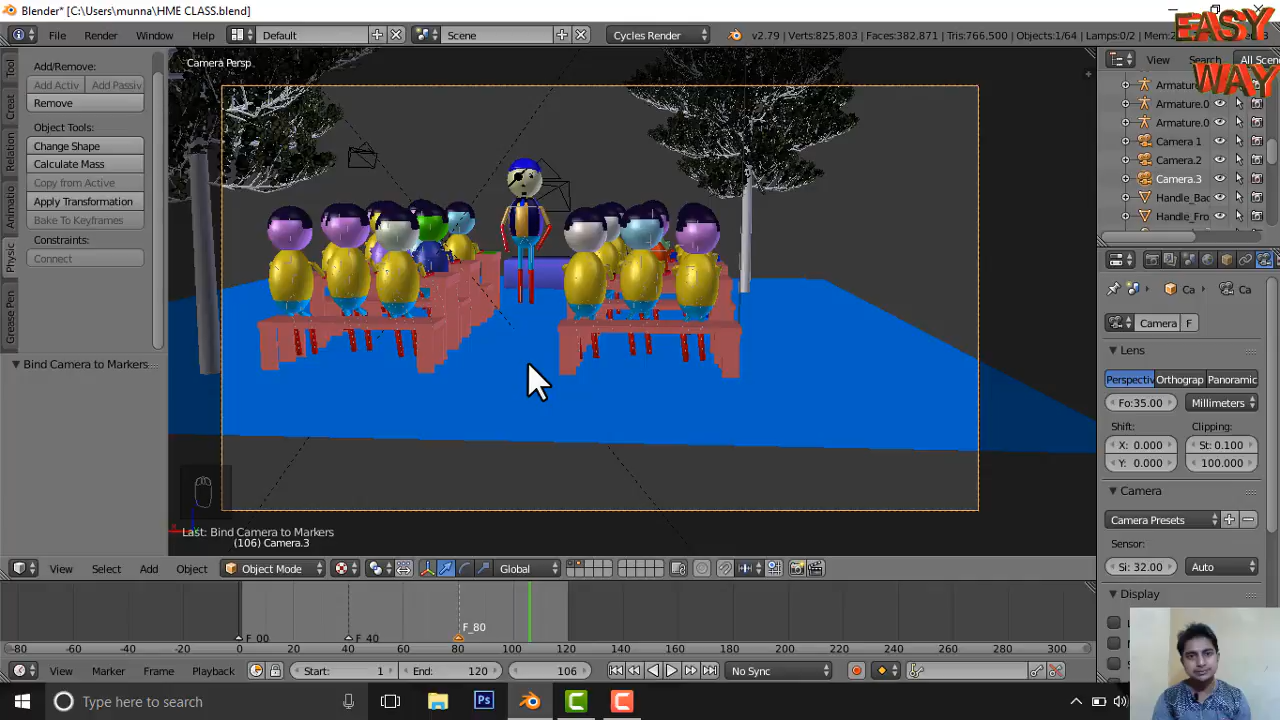 Blender* [C:\Users\munna\HME CLASS.blend]
EASY WAY
File Render Window Help Default Scene Cycles Render v2.79 | Verts:825,803 | Faces:382,871 | Tris:766,500 | Objects:1/64 | Lamps:0/2
View Search All Scen
Tool
Creat
Relation
Animatio
Physic
Grease Pen
Add/Remove:
Add Activ Add Passiv
Remove
Object Tools:
Change Shape
Calculate Mass
Copy from Active
Apply Transformation
Bake To Keyframes
Constraints:
Connect
Bind Camera to Markers
Camera Persp
Last: Bind Camera to Markers
(106) Camera.3
Armature.
Armature.0
Armature.0
Camera 1
Camera.2
Camera.3
Handle_Bac
Handle_Fro
Ca Ca
Camera F
Lens
Perspectiv Orthograp Panoramic
Fo:35.00 Millimeters
Shift: Clipping:
X: 0.000 St: 0.100
Y: 0.000 100.000
Camera
Camera Presets
Sensor:
Si: 32.00 Auto
Display
View Select Add Object Object Mode Global
F_00 F_40 F_80
-80 -60 -40 -20 0 20 40 60 80 100 120 140 160 180 200 220 240 260 280 300
View Marker Frame Playback Start: 1 End: 120 106 No Sync
Type here to search
Ps